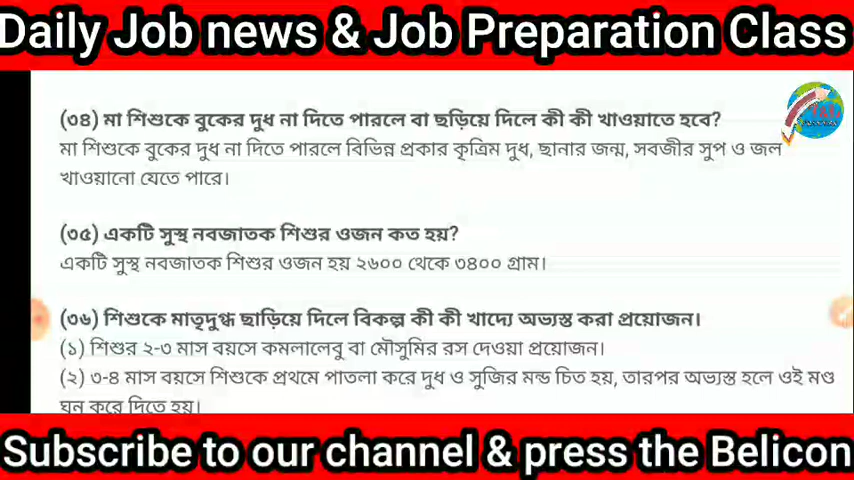 Daily Job news & Job Preparation Class
(৩৪) মা শিশুকে বুকের দুধ না দিতে পারলে বা ছড়িয়ে দিলে কী কী খাওয়াতে হবে?
মা শিশুকে বুকের দুধ না দিতে পারলে বিভিন্ন প্রকার কৃত্রিম দুধ, ছানার জন্ম, সবজীর সুপ ও জল
খাওয়ানো যেতে পারে।
(৩৫) একটি সুস্থ নবজাতক শিশুর ওজন কত হয়?
একটি সুস্থ নবজাতক শিশুর ওজন হয় ২৬০০ থেকে ৩৪০০ গ্রাম।
(৩৬) শিশুকে মাতৃদুগ্ধ ছাড়িয়ে দিলে বিকল্প কী কী খাদ্যে অভ্যস্ত করা প্রয়োজন।
(১) শিশুর ২-৩ মাস বয়সে কমলালেবু বা মৌসুমির রস দেওয়া প্রয়োজন।
(২) ৩-৪ মাস বয়সে শিশুকে প্রথমে পাতলা করে দুধ ও সুজির মন্ড চিত হয়, তারপর অভ্যস্ত হলে ওই মণ্ড
ঘন করে দিতে হয়।
Subscribe to our channel & press the Belicon